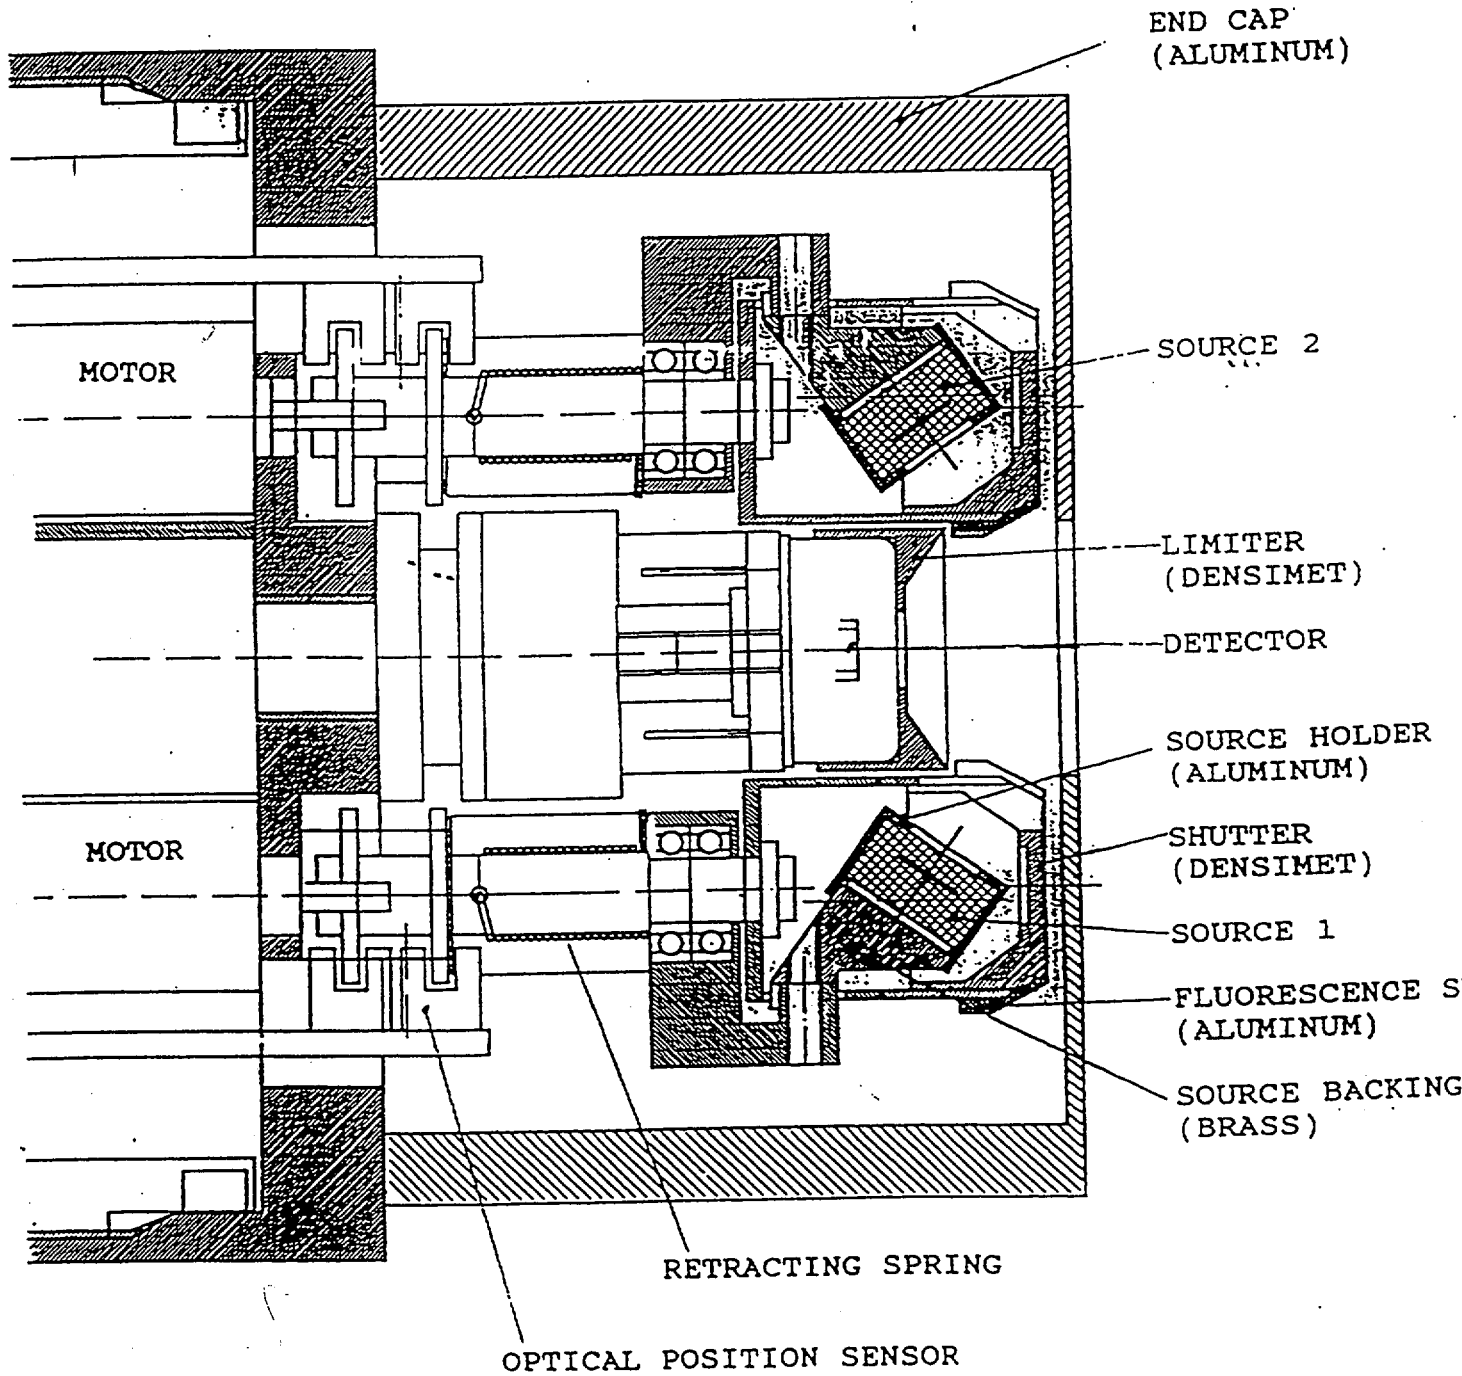 END CAP
(ALUMINUM)
MOTOR
SOURCE 2
LIMITER
(DENSIMET)
DETECTOR
SOURCE HOLDER
(ALUMINUM)
MOTOR
SHUTTER
(DENSIMET)
SOURCE 1
FLUORESCENCE S
(ALUMINUM)
SOURCE BACKING
(BRASS)
RETRACTING SPRING
OPTICAL POSITION SENSOR